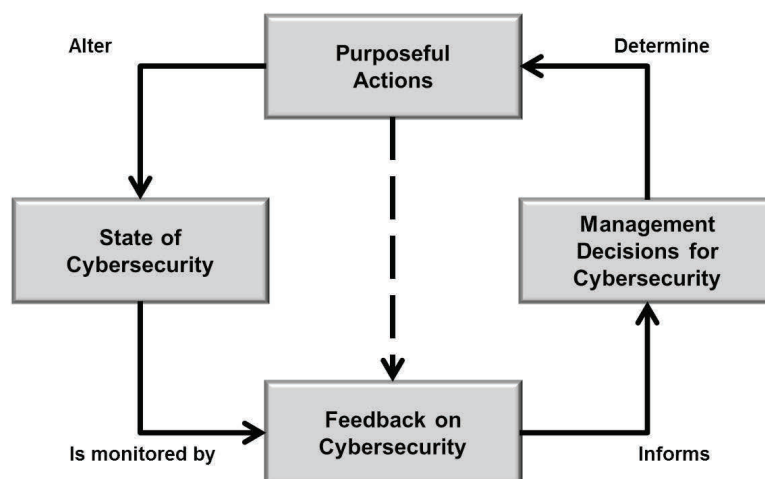 Alter
Purposeful
Actions
Determine
State of
Cybersecurity
Management
Decisions for
Cybersecurity
Is monitored by
Feedback on
Cybersecurity
Informs